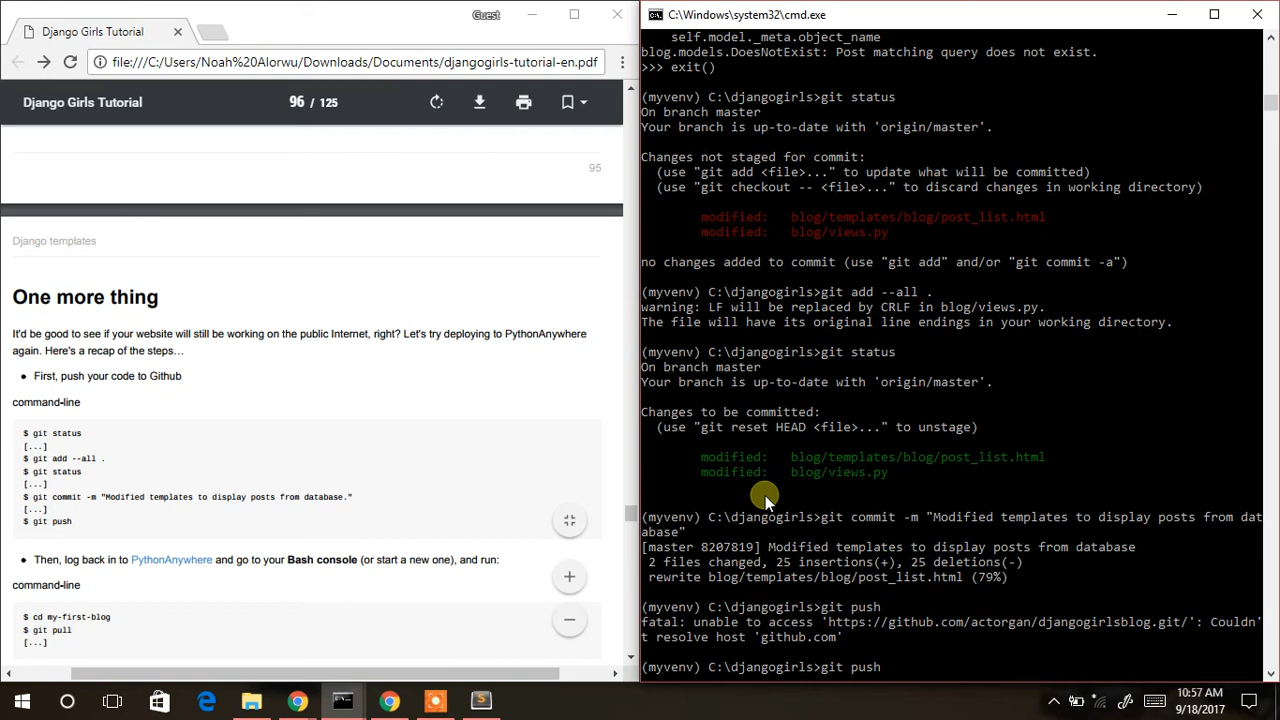 Guest
Django Girls Tutorial
file:///C:/Users/Noah%20Alorwu/Downloads/Documents/djangogirls-tutorial-en.pdf
Django Girls Tutorial
96 / 125
95
Django templates
One more thing
It'd be good to see if your website will still be working on the public Internet, right? Let's try deploying to PythonAnywhere
again. Here's a recap of the steps…
• First, push your code to Github
command-line
$ git status
[...]
$ git add --all .
$ git status
[...]
$ git commit -m "Modified templates to display posts from database."
[...]
$ git push
• Then, log back in to PythonAnywhere and go to your Bash console (or start a new one), and run:
command-line
$ cd my-first-blog
$ git pull
[...]
C:\Windows\system32\cmd.exe
self.model._meta.object_name
blog.models.DoesNotExist: Post matching query does not exist.
>>> exit()
(myvenv) C:\djangogirls>git status
On branch master
Your branch is up-to-date with 'origin/master'.
Changes not staged for commit:
(use "git add <file>..." to update what will be committed)
(use "git checkout -- <file>..." to discard changes in working directory)
modified:   blog/templates/blog/post_list.html
modified:   blog/views.py
no changes added to commit (use "git add" and/or "git commit -a")
(myvenv) C:\djangogirls>git add --all .
warning: LF will be replaced by CRLF in blog/views.py.
The file will have its original line endings in your working directory.
(myvenv) C:\djangogirls>git status
On branch master
Your branch is up-to-date with 'origin/master'.
Changes to be committed:
(use "git reset HEAD <file>..." to unstage)
modified:   blog/templates/blog/post_list.html
modified:   blog/views.py
(myvenv) C:\djangogirls>git commit -m "Modified templates to display posts from dat
abase"
[master 8207819] Modified templates to display posts from database
2 files changed, 25 insertions(+), 25 deletions(-)
rewrite blog/templates/blog/post_list.html (79%)
(myvenv) C:\djangogirls>git push
fatal: unable to access 'https://github.com/actorgan/djangogirlsblog.git/': Couldn'
t resolve host 'github.com'
(myvenv) C:\djangogirls>git push
10:57 AM
9/18/2017